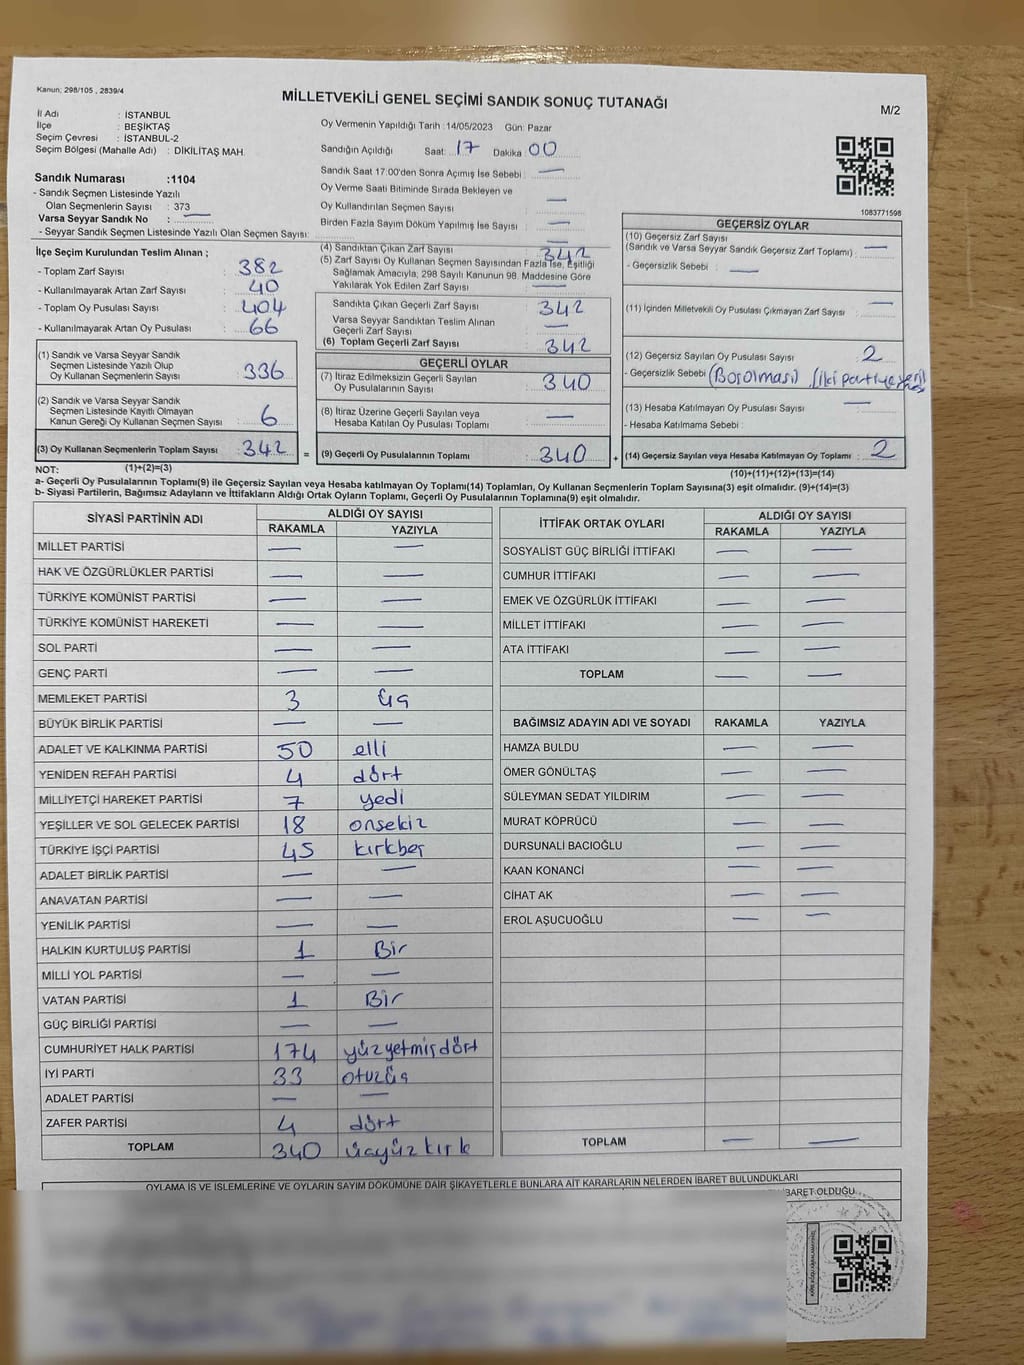 Kanun; 298/105 , 2839/4
MİLLETVEKİLİ GENEL SEÇİMİ SANDIK SONUÇ TUTANAĞI
M/2
İl Adı : İSTANBUL
İlçe : BEŞİKTAŞ
Seçim Çevresi : İSTANBUL-2
Seçim Bölgesi (Mahalle Adı) : DİKİLİTAŞ MAH.
Sandık Numarası :1104
- Sandık Seçmen Listesinde Yazılı
Olan Seçmenlerin Sayısı : 373
Varsa Seyyar Sandık No : —
- Seyyar Sandık Seçmen Listesinde Yazılı Olan Seçmen Sayısı: —
Oy Vermenin Yapıldığı Tarih :14/05/2023 Gün: Pazar
Sandığın Açıldığı Saat: 17 Dakika : 00
Sandık Saat 17:00'den Sonra Açımış İse Sebebi : —
Oy Verme Saati Bitiminde Sırada Bekleyen ve
Oy Kullandırılan Seçmen Sayısı : —
Birden Fazla Sayım Döküm Yapılmış İse Sayısı : —
1083771598
İlçe Seçim Kurulundan Teslim Alınan ;
- Toplam Zarf Sayısı : 382
- Kullanılmayarak Artan Zarf Sayısı : 40
- Toplam Oy Pusulası Sayısı : 404
- Kullanılmayarak Artan Oy Pusulası : 66
(1) Sandık ve Varsa Seyyar Sandık
Seçmen Listesinde Yazılı Olup
Oy Kullanan Seçmenlerin Sayısı : 336
(2) Sandık ve Varsa Seyyar Sandık
Seçmen Listesinde Kayıtlı Olmayan
Kanun Gereği Oy Kullanan Seçmen Sayısı : 6
(3) Oy Kullanan Seçmenlerin Toplam Sayısı : 342
(4) Sandıktan Çıkan Zarf Sayısı : 342
(5) Zarf Sayısı Oy Kullanan Seçmen Sayısından Fazla İse, Eşitliği
Sağlamak Amacıyla, 298 Sayılı Kanunun 98. Maddesine Göre
Yakılarak Yok Edilen Zarf Sayısı : —
Sandıkta Çıkan Geçerli Zarf Sayısı : 342
Varsa Seyyar Sandıktan Teslim Alınan
Geçerli Zarf Sayısı : —
(6) Toplam Geçerli Zarf Sayısı : 342
GEÇERLİ OYLAR
(7) İtiraz Edilmeksizin Geçerli Sayılan
Oy Pusulalarının Sayısı : 340
(8) İtiraz Üzerine Geçerli Sayılan veya
Hesaba Katılan Oy Pusulası Toplamı : —
= (9) Geçerli Oy Pusulalarının Toplamı : 340
GEÇERSİZ OYLAR
(10) Geçersiz Zarf Sayısı
(Sandık ve Varsa Seyyar Sandık Geçersiz Zarf Toplamı) : —
- Geçersizlik Sebebi : —
(11) İçinden Milletvekili Oy Pusulası Çıkmayan Zarf Sayısı : —
(12) Geçersiz Sayılan Oy Pusulası Sayısı : 2
- Geçersizlik Sebebi : (Boş olması) (iki partiye
(13) Hesaba Katılmayan Oy Pusulası Sayısı : —
- Hesaba Katılmama Sebebi :
+ (14) Geçersiz Sayılan veya Hesaba Katılmayan Oy Toplamı : 2
NOT: (1)+(2)=(3)
(10)+(11)+(12)+(13)=(14)
a- Geçerli Oy Pusulalarının Toplamı(9) ile Geçersiz Sayılan veya Hesaba katılmayan Oy Toplamı(14) Toplamları, Oy Kullanan Seçmenlerin Toplam Sayısına(3) eşit olmalıdır. (9)+(14)=(3)
b- Siyasi Partilerin, Bağımsız Adayların ve İttifakların Aldığı Ortak Oyların Toplamı, Geçerli Oy Pusulalarının Toplamına(9) eşit olmalıdır.
SİYASİ PARTİNİN ADI ALDIĞI OY SAYISI
RAKAMLA YAZIYLA
MİLLET PARTİSİ — —
HAK VE ÖZGÜRLÜKLER PARTİSİ — —
TÜRKİYE KOMÜNİST PARTİSİ — —
TÜRKİYE KOMÜNİST HAREKETİ — —
SOL PARTİ — —
GENÇ PARTİ — —
MEMLEKET PARTİSİ 3 üç
BÜYÜK BİRLİK PARTİSİ — —
ADALET VE KALKINMA PARTİSİ 50 elli
YENİDEN REFAH PARTİSİ 4 dört
MİLLİYETÇİ HAREKET PARTİSİ 7 yedi
YEŞİLLER VE SOL GELECEK PARTİSİ 18 onsekiz
TÜRKİYE İŞÇİ PARTİSİ 45 kırkbeş
ADALET BİRLİK PARTİSİ — —
ANAVATAN PARTİSİ — —
YENİLİK PARTİSİ — —
HALKIN KURTULUŞ PARTİSİ 1 Bir
MİLLİ YOL PARTİSİ — —
VATAN PARTİSİ 1 Bir
GÜÇ BİRLİĞİ PARTİSİ — —
CUMHURİYET HALK PARTİSİ 174 yüzyetmişdört
İYİ PARTİ 33 otuzüç
ADALET PARTİSİ — —
ZAFER PARTİSİ 4 dört
TOPLAM 340 üçyüz kırk
İTTİFAK ORTAK OYLARI ALDIĞI OY SAYISI
RAKAMLA YAZIYLA
SOSYALİST GÜÇ BİRLİĞİ İTTİFAKI — —
CUMHUR İTTİFAKI — —
EMEK VE ÖZGÜRLÜK İTTİFAKI — —
MİLLET İTTİFAKI — —
ATA İTTİFAKI — —
TOPLAM — —
BAĞIMSIZ ADAYIN ADI VE SOYADI RAKAMLA YAZIYLA
HAMZA BULDU — —
ÖMER GÖNÜLTAŞ — —
SÜLEYMAN SEDAT YILDIRIM — —
MURAT KÖPRÜCÜ — —
DURSUNALİ BACIOĞLU — —
KAAN KONANCİ — —
CİHAT AK — —
EROL AŞUCUOĞLU — —
TOPLAM — —
OYLAMA İŞ VE İŞLEMLERİNE VE OYLARIN SAYIM DÖKÜMÜNE DAİR ŞİKAYETLERLE BUNLARA AİT KARARLARIN NELERDEN İBARET BULUNDUKLARI
İBARET OLDUĞU